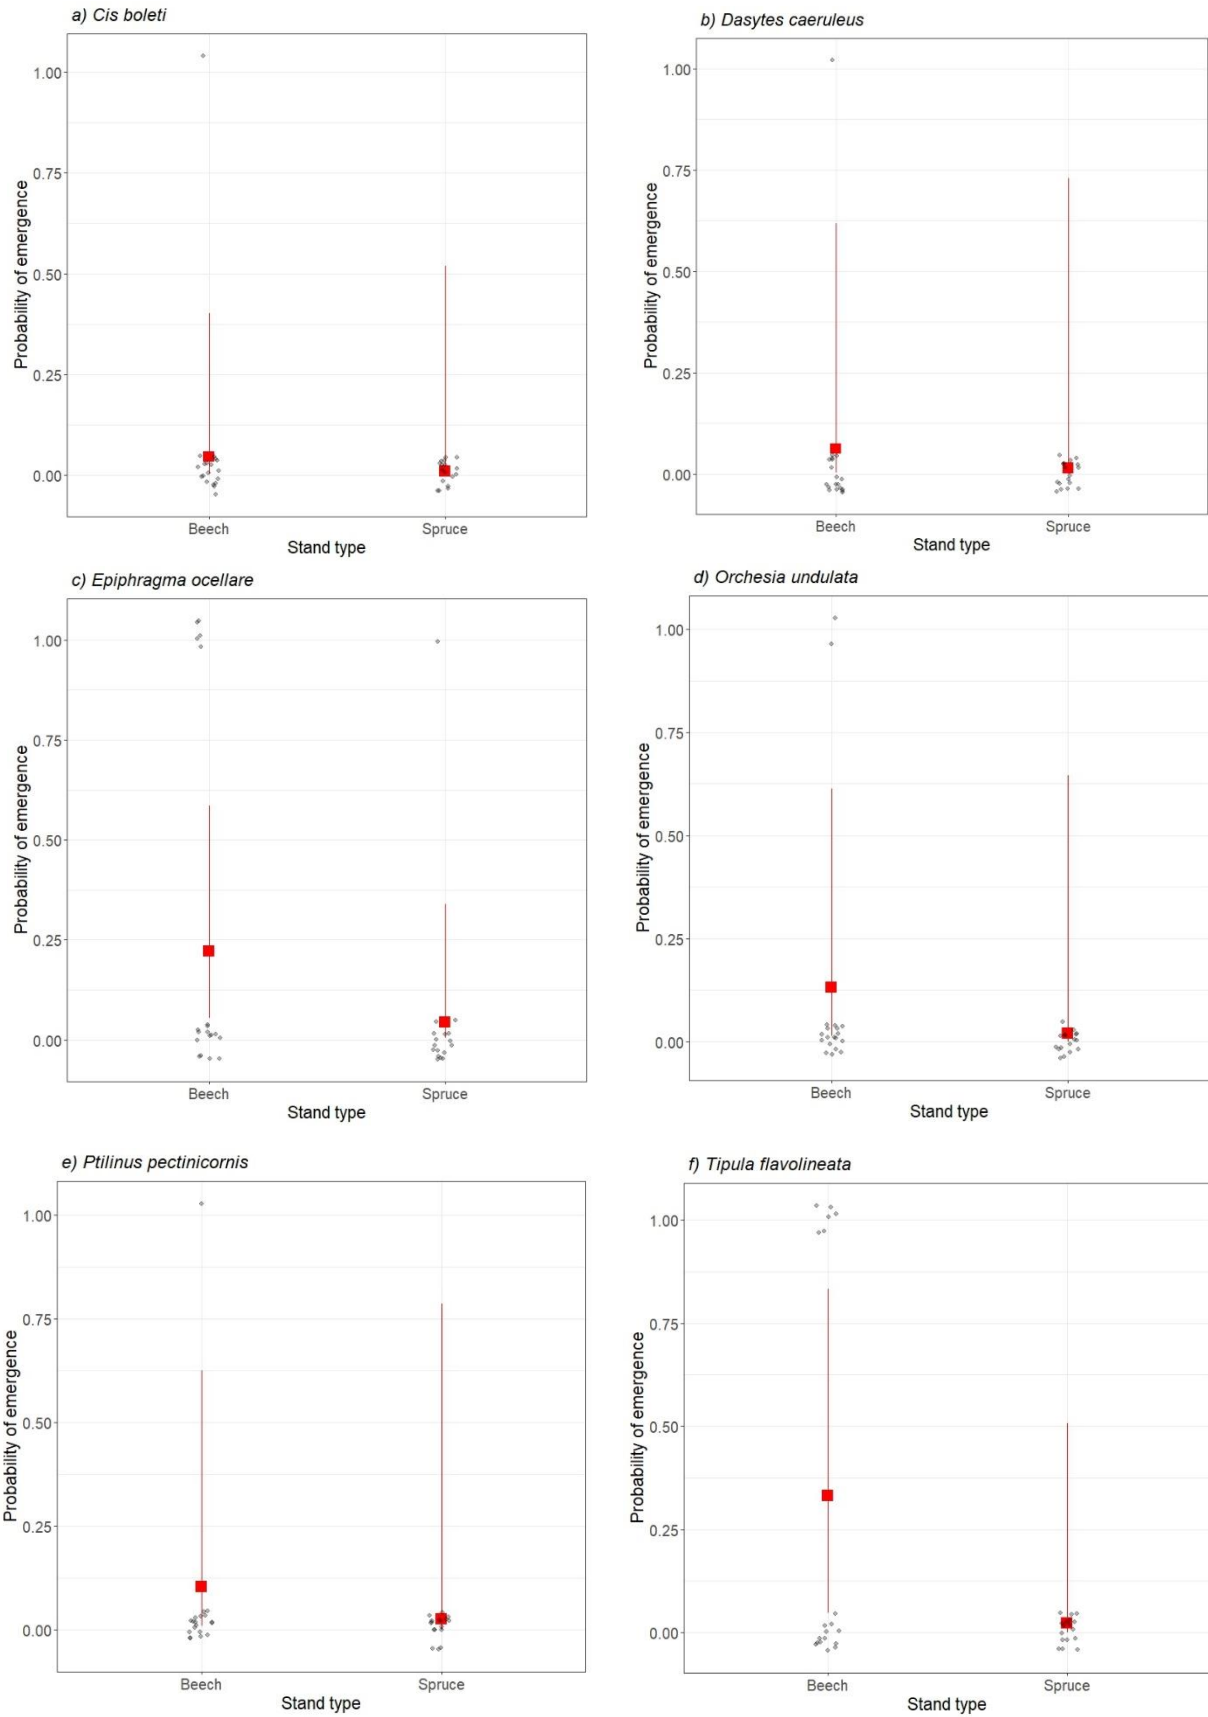 a) Cis boleti
Probability of emergence
1.00
0.75
0.50
0.25
0.00
Beech
Spruce
Stand type
b) Dasytes caeruleus
Probability of emergence
1.00
0.75
0.50
0.25
0.00
Beech
Spruce
Stand type
c) Epiphragma ocellare
Probability of emergence
1.00
0.75
0.50
0.25
0.00
Beech
Spruce
Stand type
d) Orchesia undulata
Probability of emergence
1.00
0.75
0.50
0.25
0.00
Beech
Spruce
Stand type
e) Ptilinus pectinicornis
Probability of emergence
1.00
0.75
0.50
0.25
0.00
Beech
Spruce
Stand type
f) Tipula flavolineata
Probability of emergence
1.00
0.75
0.50
0.25
0.00
Beech
Spruce
Stand type